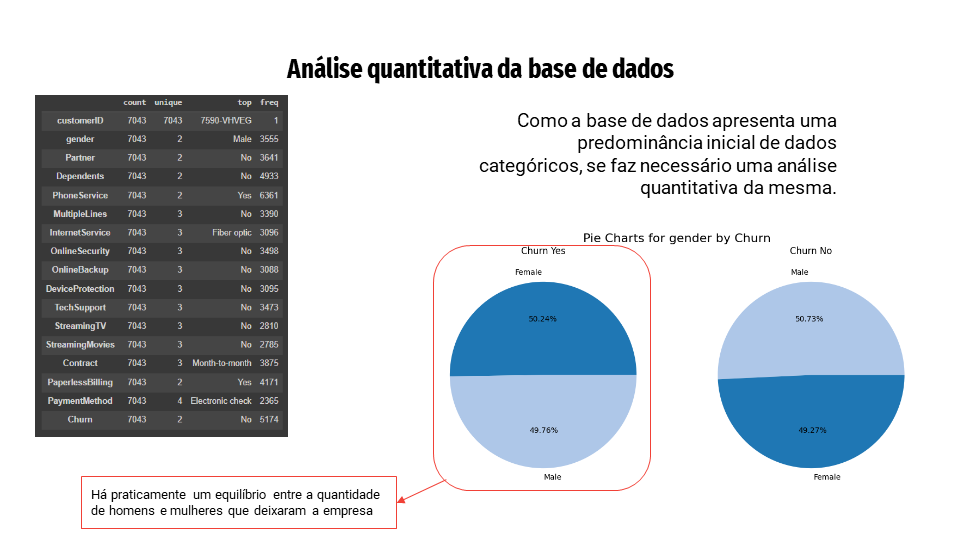 Análise quantitativa da base de dados
count unique top freq
customerID 7043 7043 7590-VHVEG 1
gender 7043 2 Male 3555
Partner 7043 2 No 3641
Dependents 7043 2 No 4933
PhoneService 7043 2 Yes 6361
MultipleLines 7043 3 No 3390
InternetService 7043 3 Fiber optic 3096
OnlineSecurity 7043 3 No 3498
OnlineBackup 7043 3 No 3088
DeviceProtection 7043 3 No 3095
TechSupport 7043 3 No 3473
StreamingTV 7043 3 No 2810
StreamingMovies 7043 3 No 2785
Contract 7043 3 Month-to-month 3875
PaperlessBilling 7043 2 Yes 4171
PaymentMethod 7043 4 Electronic check 2365
Churn 7043 2 No 5174
Como a base de dados apresenta uma
predominância inicial de dados
categóricos, se faz necessário uma análise
quantitativa da mesma.
Pie Charts for gender by Churn
Churn Yes
Female
50.24%
49.76%
Male
Churn No
Male
50.73%
49.27%
Female
Há praticamente um equilíbrio entre a quantidade
de homens e mulheres que deixaram a empresa